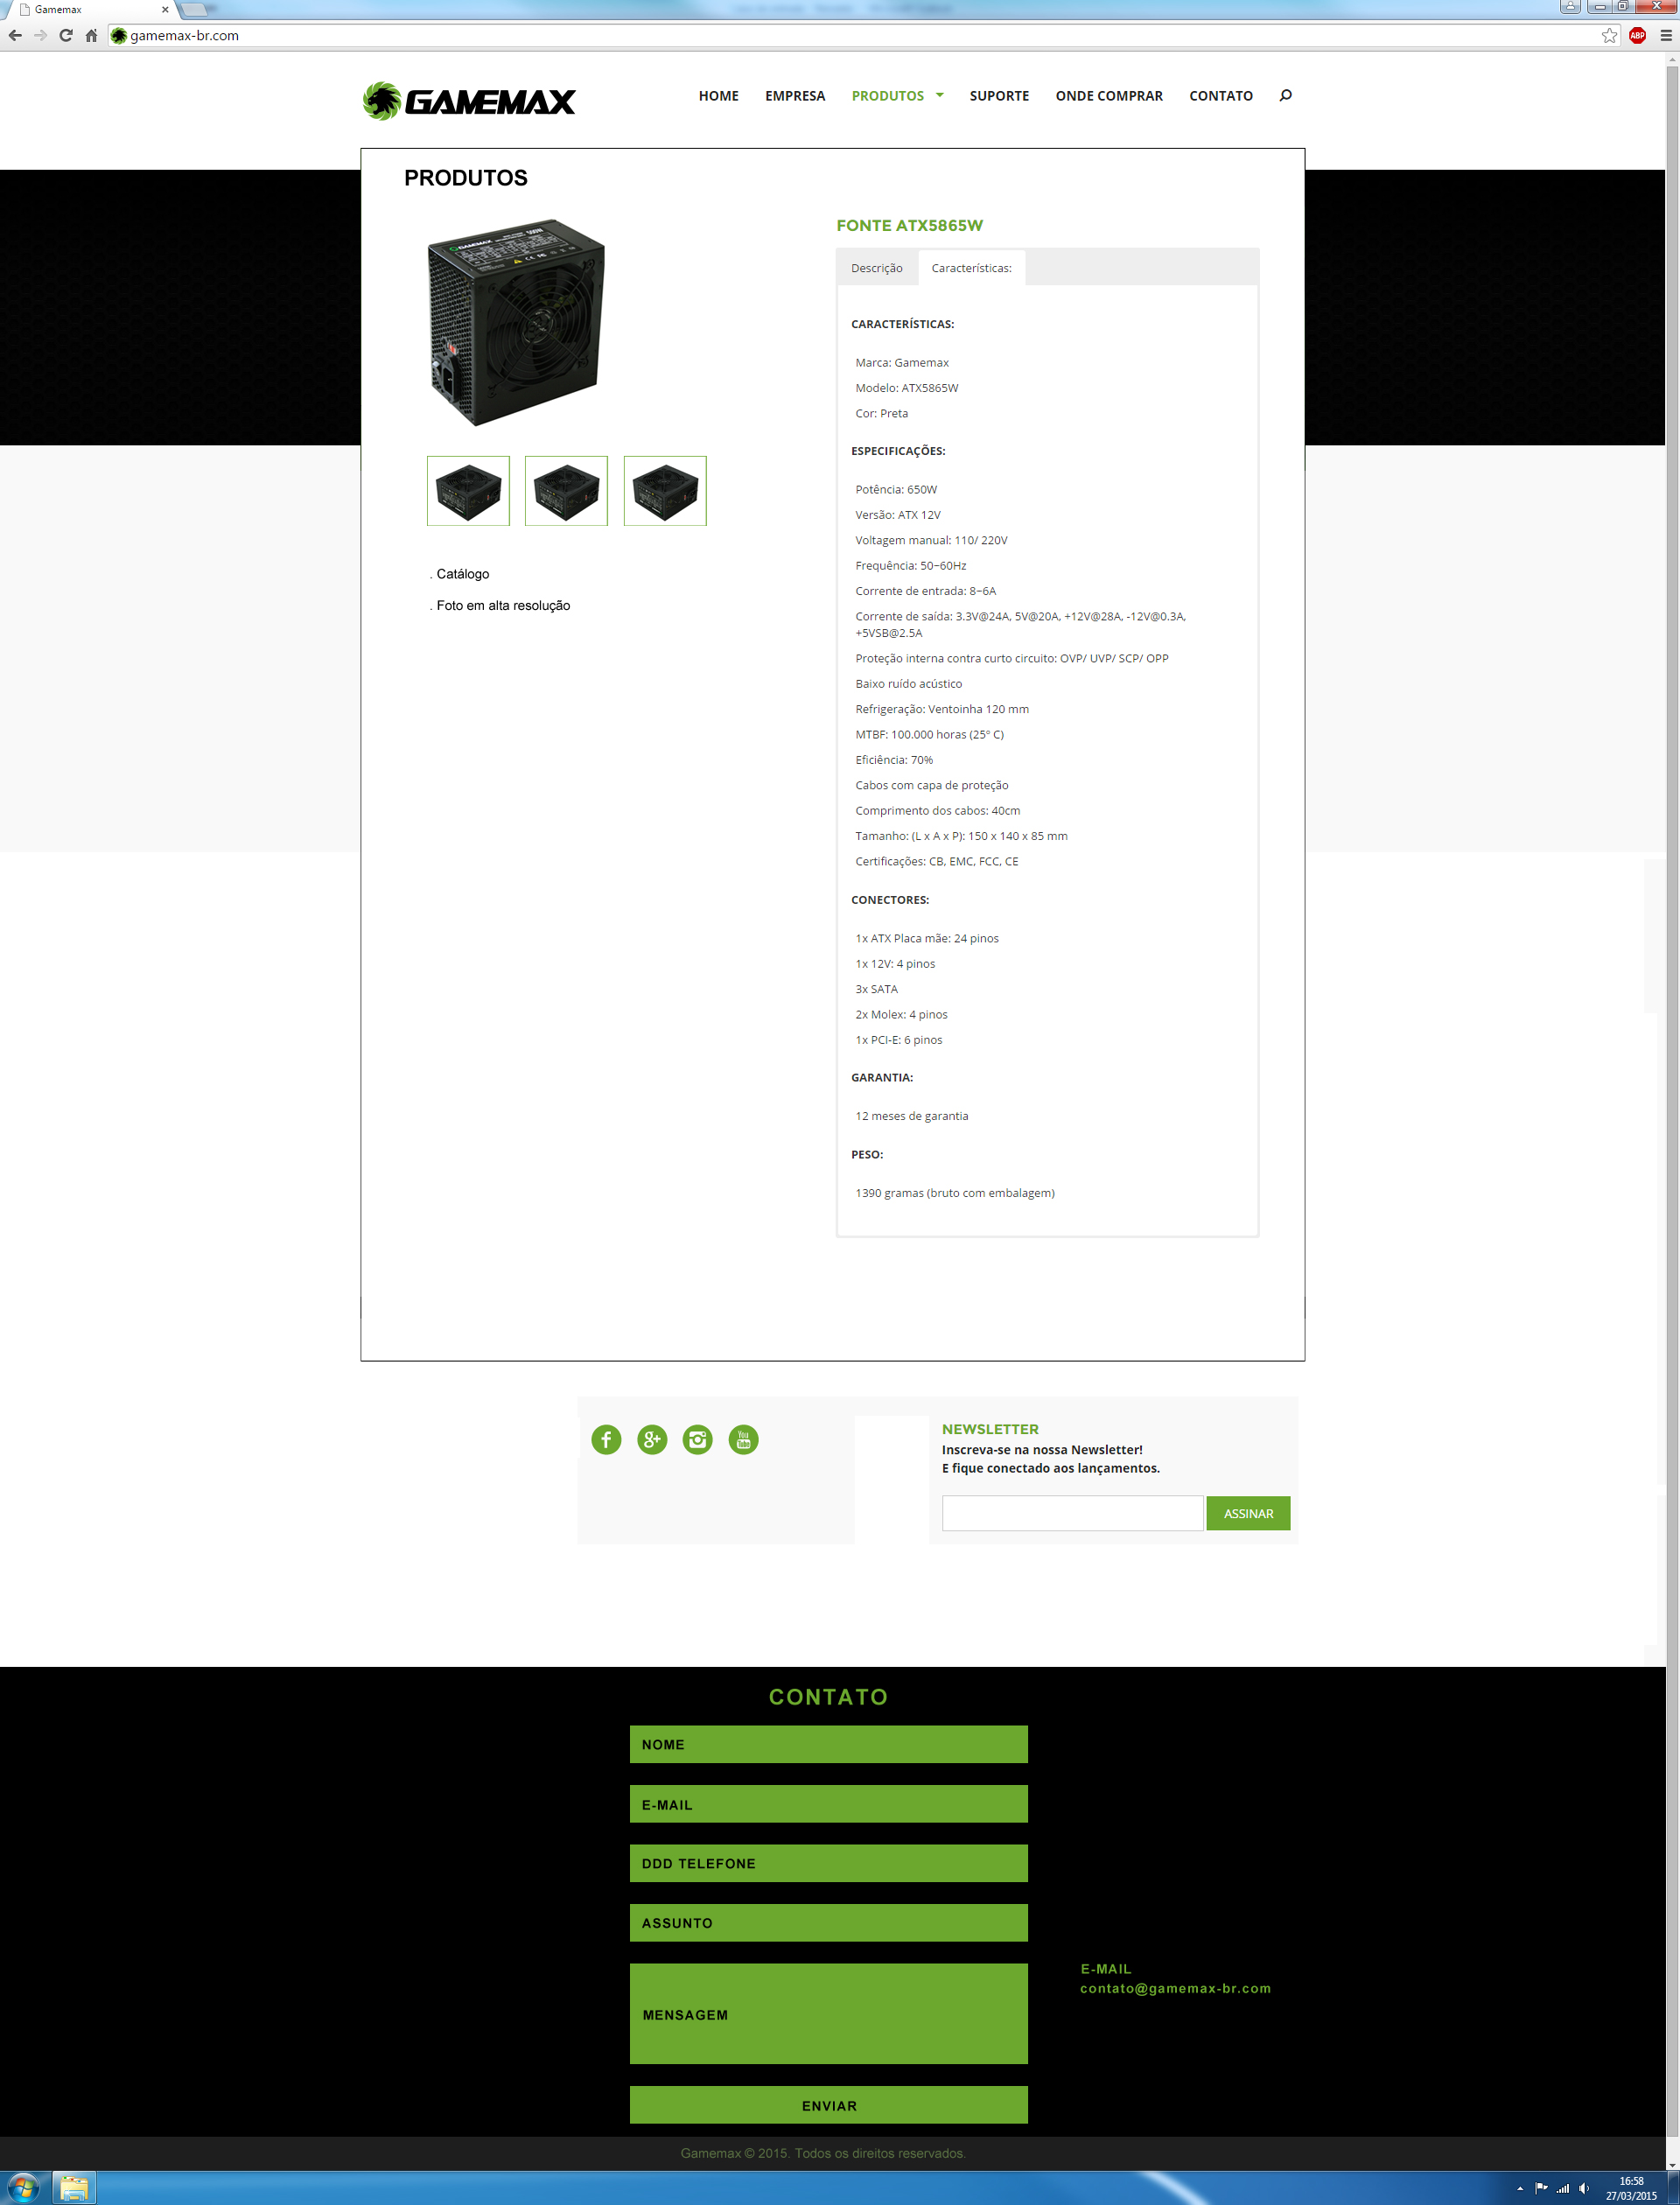 Gamemax
gamemax-br.com
ABP
GAMEMAX
HOME EMPRESA PRODUTOS SUPORTE ONDE COMPRAR CONTATO
PRODUTOS
GAMEMAX
FONTE ATX5865W
Descrição Características:
CARACTERÍSTICAS:
Marca: Gamemax
Modelo: ATX5865W
Cor: Preta
ESPECIFICAÇÕES:
Potência: 650W
Versão: ATX 12V
Voltagem manual: 110/ 220V
Frequência: 50~60Hz
Corrente de entrada: 8~6A
Corrente de saída: 3.3V@24A, 5V@20A, +12V@28A, -12V@0.3A,
+5VSB@2.5A
Proteção interna contra curto circuito: OVP/ UVP/ SCP/ OPP
Baixo ruído acústico
Refrigeração: Ventoinha 120 mm
MTBF: 100.000 horas (25º C)
Eficiência: 70%
Cabos com capa de proteção
Comprimento dos cabos: 40cm
Tamanho: (L x A x P): 150 x 140 x 85 mm
Certificações: CB, EMC, FCC, CE
CONECTORES:
1x ATX Placa mãe: 24 pinos
1x 12V: 4 pinos
3x SATA
2x Molex: 4 pinos
1x PCI-E: 6 pinos
GARANTIA:
12 meses de garantia
PESO:
1390 gramas (bruto com embalagem)
. Catálogo
. Foto em alta resolução
You Tube
NEWSLETTER
Inscreva-se na nossa Newsletter!
E fique conectado aos lançamentos.
ASSINAR
CONTATO
NOME
E-MAIL
DDD TELEFONE
ASSUNTO
MENSAGEM
ENVIAR
E-MAIL
contato@gamemax-br.com
Gamemax © 2015. Todos os direitos reservados.
16:58
27/03/2015